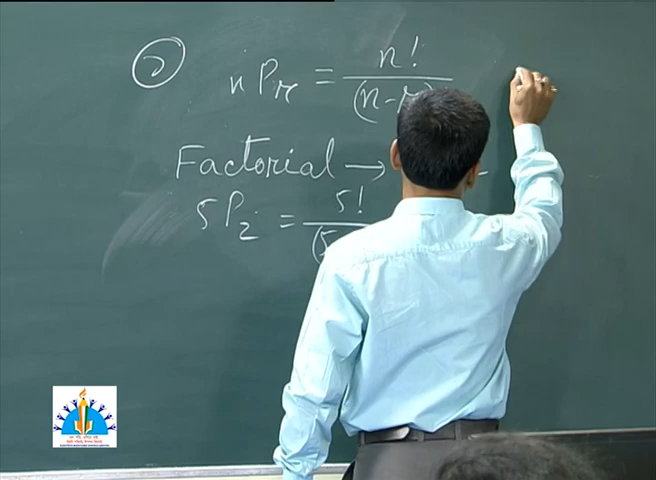 ②
nPr = n! / (n-r
Factorial →
5P2 = 5! / (5